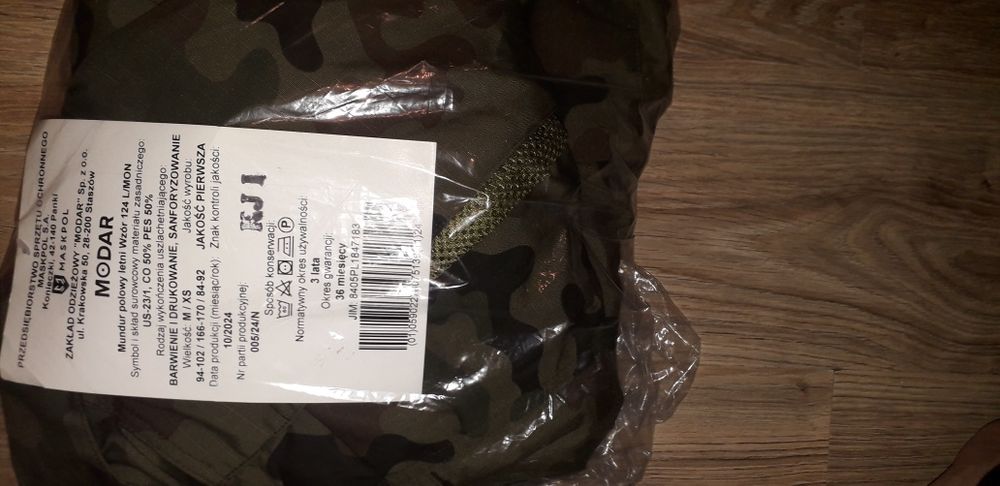 PRZEDSIĘBIORSTWO SPRZĘTU OCHRONNEGO
MASKPOL S.A.
Konieczki, 42-140 Panki
MASKPOL
ZAKŁAD ODZIEŻOWY "MODAR" Sp. z o.o.
ul. Krakowska 50, 28-200 Staszów
MODAR
Mundur polowy letni Wzór 124 L/MON
Symbol i skład surowcowy materiału zasadniczego:
US-23/1, CO 50% PES 50%
Rodzaj wykończenia uszlachetniającego:
BARWIENIE I DRUKOWANIE, SANFORYZOWANIE
Wielkość: M / XS
94-102 / 166-170 / 84-92
Jakość wyrobu:
JAKOŚĆ PIERWSZA
Data produkcji (miesiąc/rok):
10/2024
Znak kontroli jakości:
KJ 1
Nr partii produkcyjnej:
005/24/N
Sposób konserwacji:
P
Normatywny okres używalności:
3 lata
Okres gwarancji:
36 miesięcy
JIM: 8405PL1847183